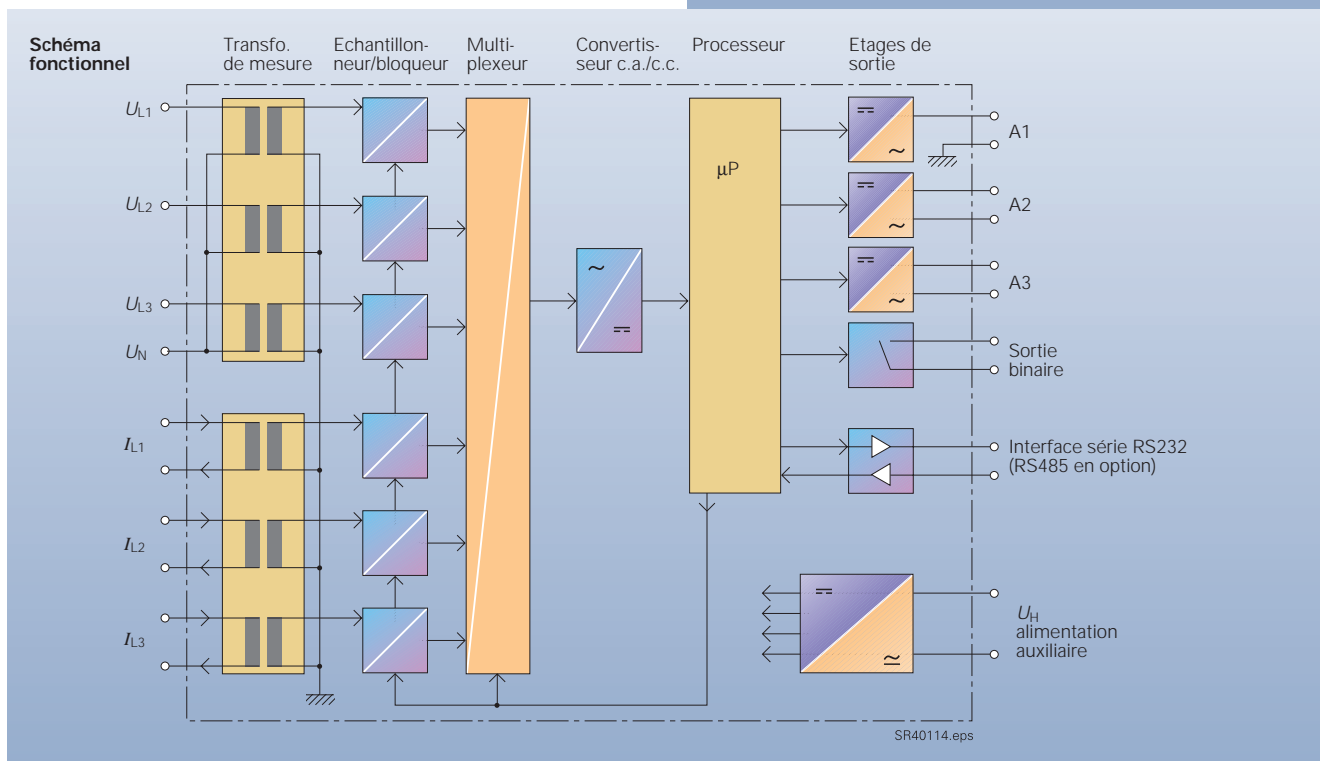 Schéma
fonctionnel
Transfo.
de mesure
Echantillon-
neur/bloqueur
Multi-
plexeur
Convertis-
seur c.a./c.c.
Processeur
Etages de
sortie
UL1
UL2
UL3
UN
IL1
IL2
IL3
~
µP
~
A1
~
A2
~
A3
Sortie
binaire
Interface série RS232
(RS485 en option)
UH
alimentation
auxiliaire
SR40114.eps